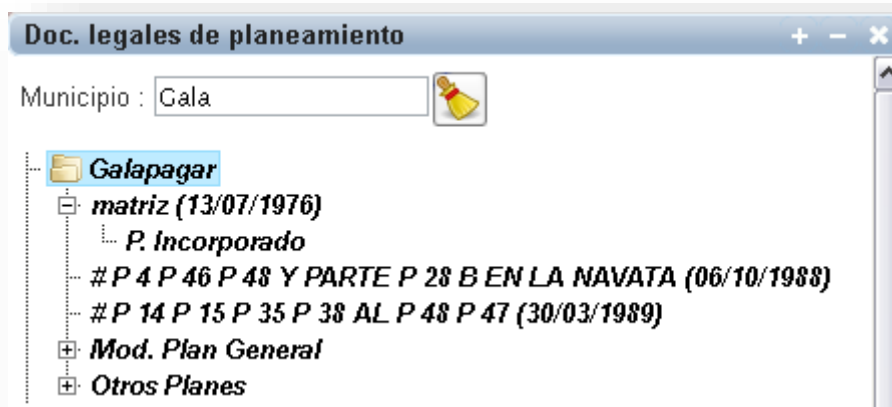 Doc. legales de planeamiento
Municipio : Gala
Galapagar
matriz (13/07/1976)
P. Incorporado
# P 4 P 46 P 48 Y PARTE P 28 B EN LA NAVATA (06/10/1988)
# P 14 P 15 P 35 P 38 AL P 48 P 47 (30/03/1989)
Mod. Plan General
Otros Planes